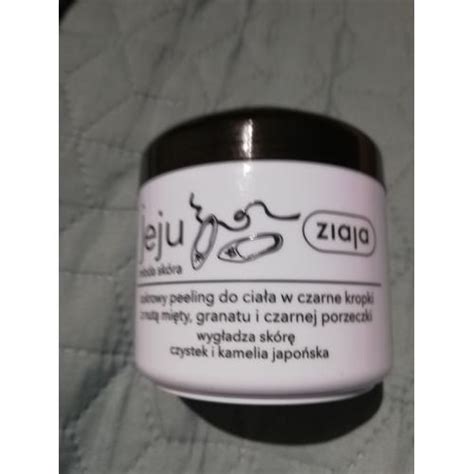 jeju
ziaja
młoda skóra
cukrowy peeling do ciała w czarne kropki
z nutą mięty, granatu i czarnej porzeczki
wygładza skórę
czystek i kamelia japońska